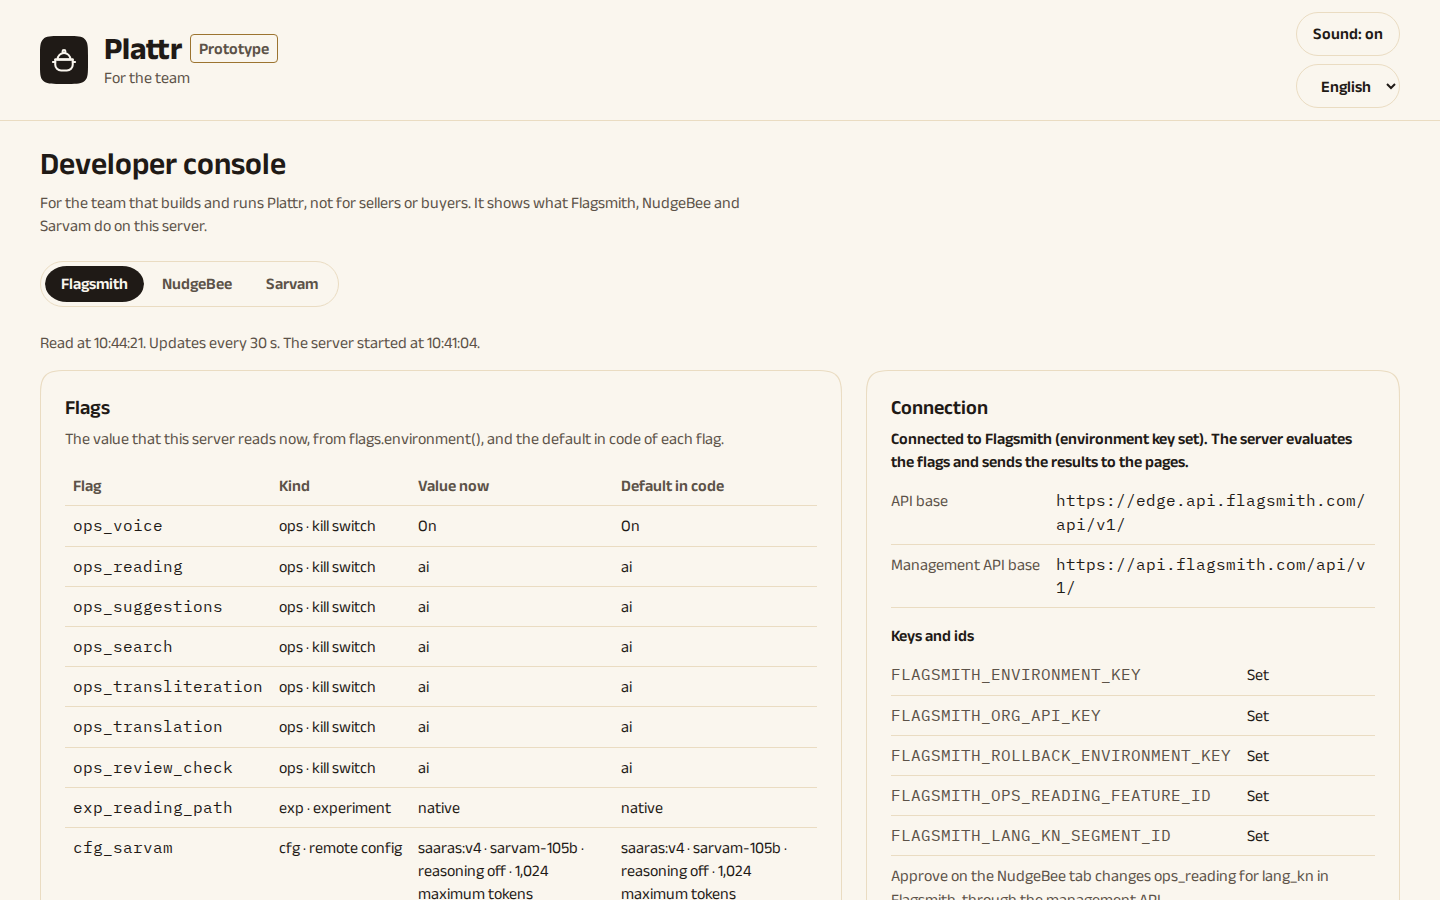 Plattr Prototype
For the team
Sound: on
English
Developer console
For the team that builds and runs Plattr, not for sellers or buyers. It shows what Flagsmith, NudgeBee and
Sarvam do on this server.
Flagsmith NudgeBee Sarvam
Read at 10:44:21. Updates every 30 s. The server started at 10:41:04.
Flags
The value that this server reads now, from flags.environment(), and the default in code of each flag.
Flag Kind Value now Default in code
ops_voice ops · kill switch On On
ops_reading ops · kill switch ai ai
ops_suggestions ops · kill switch ai ai
ops_search ops · kill switch ai ai
ops_transliteration ops · kill switch ai ai
ops_translation ops · kill switch ai ai
ops_review_check ops · kill switch ai ai
exp_reading_path exp · experiment native native
cfg_sarvam cfg · remote config saaras:v4 · sarvam-105b · saaras:v4 · sarvam-105b ·
reasoning off · 1,024 reasoning off · 1,024
maximum tokens maximum tokens
Connection
Connected to Flagsmith (environment key set). The server evaluates
the flags and sends the results to the pages.
API base https://edge.api.flagsmith.com/
api/v1/
Management API base https://api.flagsmith.com/api/v
1/
Keys and ids
FLAGSMITH_ENVIRONMENT_KEY Set
FLAGSMITH_ORG_API_KEY Set
FLAGSMITH_ROLLBACK_ENVIRONMENT_KEY Set
FLAGSMITH_OPS_READING_FEATURE_ID Set
FLAGSMITH_LANG_KN_SEGMENT_ID Set
Approve on the NudgeBee tab changes ops_reading for lang_kn in
Flagsmith, through the management API.